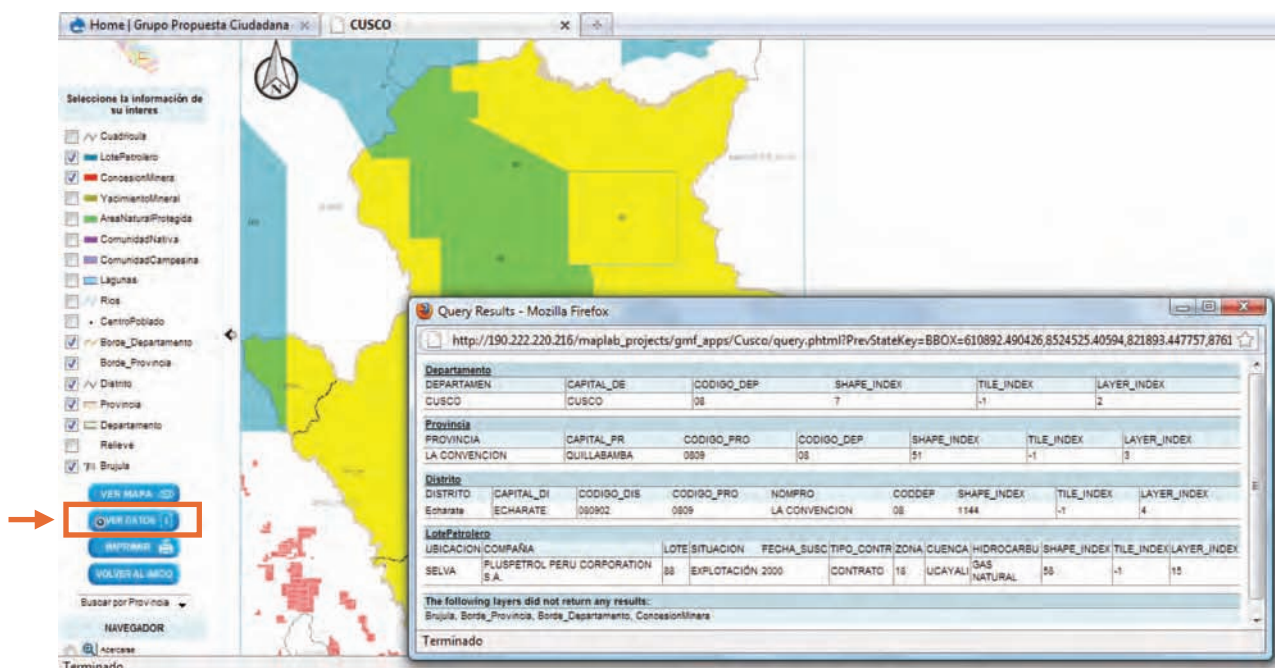 Home | Grupo Propuesta Ciudadana
CUSCO
Seleccione la información de
su interes
Cuadricula
LotePetrolero
ConcesionMinera
YacimientoMineral
AreaNaturalProtegida
ComunidadNativa
ComunidadCampesina
Lagunas
Rios
CentroPoblado
Borde_Departamento
Borde_Provincia
Distrito
Provincia
Departamento
Relieve
Brujula
VER MAPA
VER DATOS
IMPRIMIR
VOLVER AL INICIO
Buscar por Provincia
NAVEGADOR
Acercase
Terminado
N
Query Results - Mozilla Firefox
http://190.222.220.216/maplab_projects/gmf_apps/Cusco/query.phtml?PrevStateKey=BBOX=610892.490426,8524525.40594,821893.447757,8761
Departamento
DEPARTAMEN CAPITAL_DE CODIGO_DEP SHAPE_INDEX TILE_INDEX LAYER_INDEX
CUSCO CUSCO 08 7 -1 2
Provincia
PROVINCIA CAPITAL_PR CODIGO_PRO CODIGO_DEP SHAPE_INDEX TILE_INDEX LAYER_INDEX
LA CONVENCION QUILLABAMBA 0809 08 51 -1 3
Distrito
DISTRITO CAPITAL_DI CODIGO_DIS CODIGO_PRO NOMPRO CODDEP SHAPE_INDEX TILE_INDEX LAYER_INDEX
Echarate ECHARATE 080902 0809 LA CONVENCION 08 1144 -1 4
LotePetrolero
UBICACION COMPAÑIA LOTE SITUACION FECHA_SUSC TIPO_CONTR ZONA CUENCA HIDROCARBU SHAPE_INDEX TILE_INDEX LAYER_INDEX
SELVA PLUSPETROL PERU CORPORATION S.A. 88 EXPLOTACIÓN 2000 CONTRATO 18 UCAYALI GAS NATURAL 58 -1 15
The following layers did not return any results:
Brujula, Borde_Provincia, Borde_Departamento, ConcesionMinera
Terminado